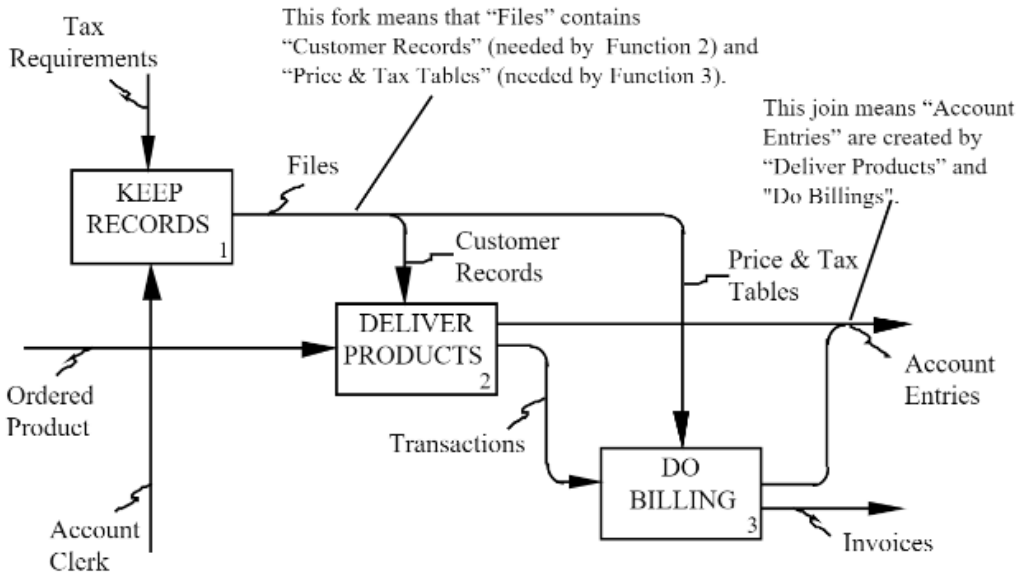 Tax
Requirements
This fork means that “Files” contains
“Customer Records” (needed by Function 2) and
“Price & Tax Tables” (needed by Function 3).
This join means “Account
Entries” are created by
“Deliver Products” and
"Do Billings".
Files
KEEP
RECORDS
1
Customer
Records
Price & Tax
Tables
DELIVER
PRODUCTS
2
Ordered
Product
Account
Entries
Transactions
DO
BILLING
3
Account
Clerk
Invoices